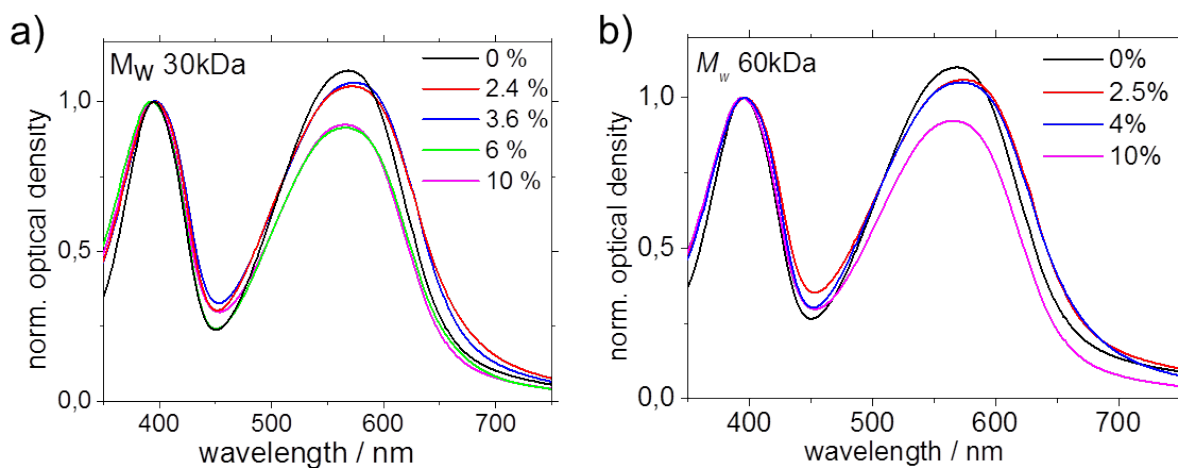 a)
M_W 30kDa
0 %
2.4 %
3.6 %
6 %
10 %
norm. optical density
1,0
0,5
0,0
400 500 600 700
wavelength / nm
b)
M_w 60kDa
0%
2.5%
4%
10%
norm. optical density
1,0
0,5
0,0
400 500 600 700
wavelength / nm